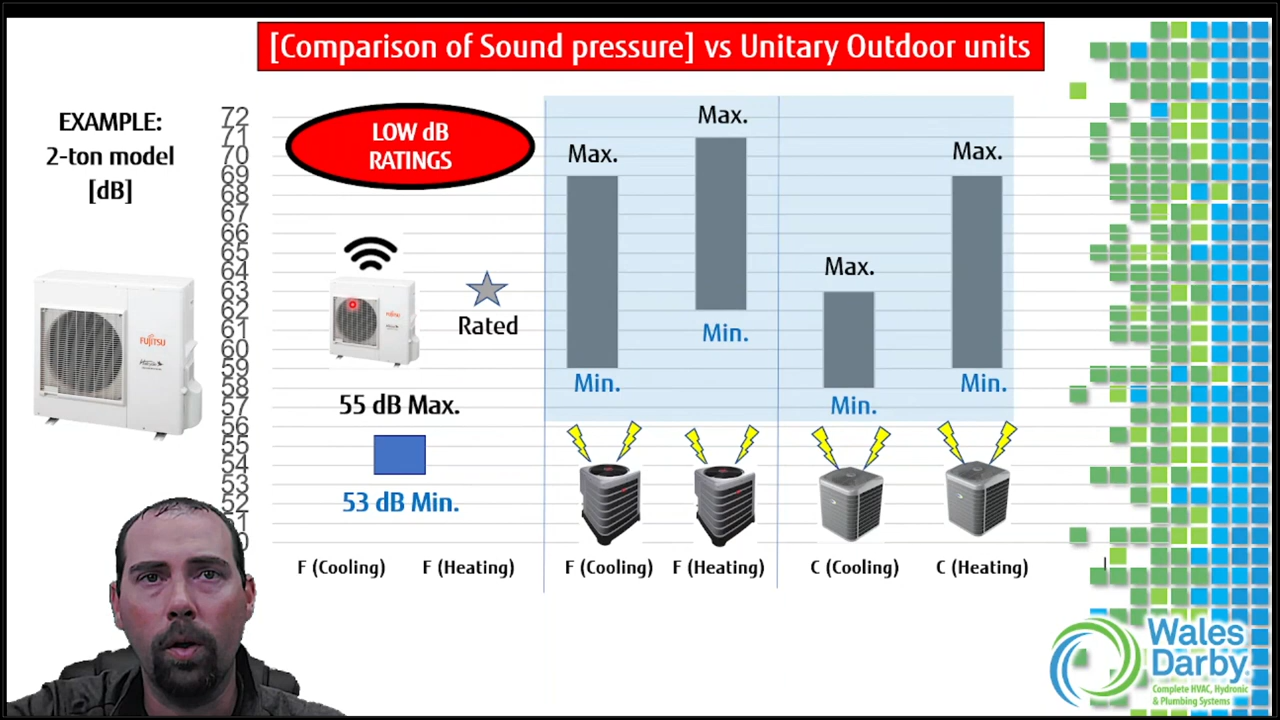 [Comparison of Sound pressure] vs Unitary Outdoor units
EXAMPLE:
2-ton model
[dB]
72
71
70
69
68
67
66
65
64
63
62
61
60
59
58
57
56
55
54
53
52
LOW dB
RATINGS
FUJITSU
FUJITSU
Rated
55 dB Max.
53 dB Min.
Max.
Min.
Max.
Min.
Max.
Min.
Max.
Min.
F (Cooling)
F (Heating)
F (Cooling)
F (Heating)
C (Cooling)
C (Heating)
Wales
Darby
Complete HVAC, Hydronic
& Plumbing Systems